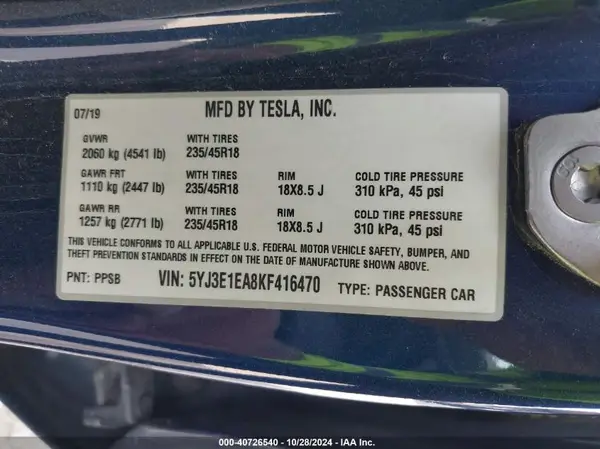 07/19 MFD BY TESLA, INC.
GVWR WITH TIRES
2060 kg (4541 lb) 235/45R18
GAWR FRT WITH TIRES RIM COLD TIRE PRESSURE
1110 kg (2447 lb) 235/45R18 18X8.5 J 310 kPa, 45 psi
GAWR RR WITH TIRES RIM COLD TIRE PRESSURE
1257 kg (2771 lb) 235/45R18 18X8.5 J 310 kPa, 45 psi
THIS VEHICLE CONFORMS TO ALL APPLICABLE U.S. FEDERAL MOTOR VEHICLE SAFETY, BUMPER, AND
THEFT PREVENTION STANDARDS IN EFFECT ON THE DATE OF MANUFACTURE SHOWN ABOVE.
PNT: PPSB VIN: 5YJ3E1EA8KF416470 TYPE: PASSENGER CAR
000-40726540 - 10/28/2024 - IAA Inc.